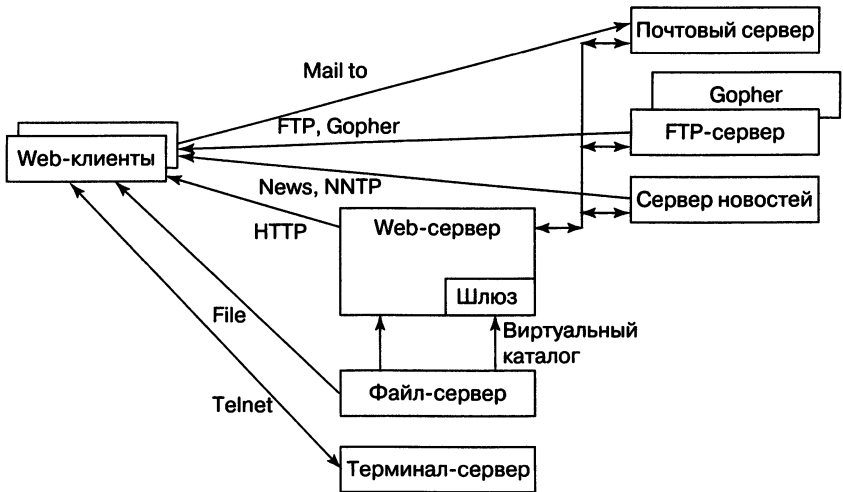 Почтовый сервер
Mail to
Gopher
FTP, Gopher
FTP-сервер
Web-клиенты
News, NNTP
Сервер новостей
HTTP
Web-сервер
Шлюз
File
Виртуальный
каталог
Файл-сервер
Telnet
Терминал-сервер